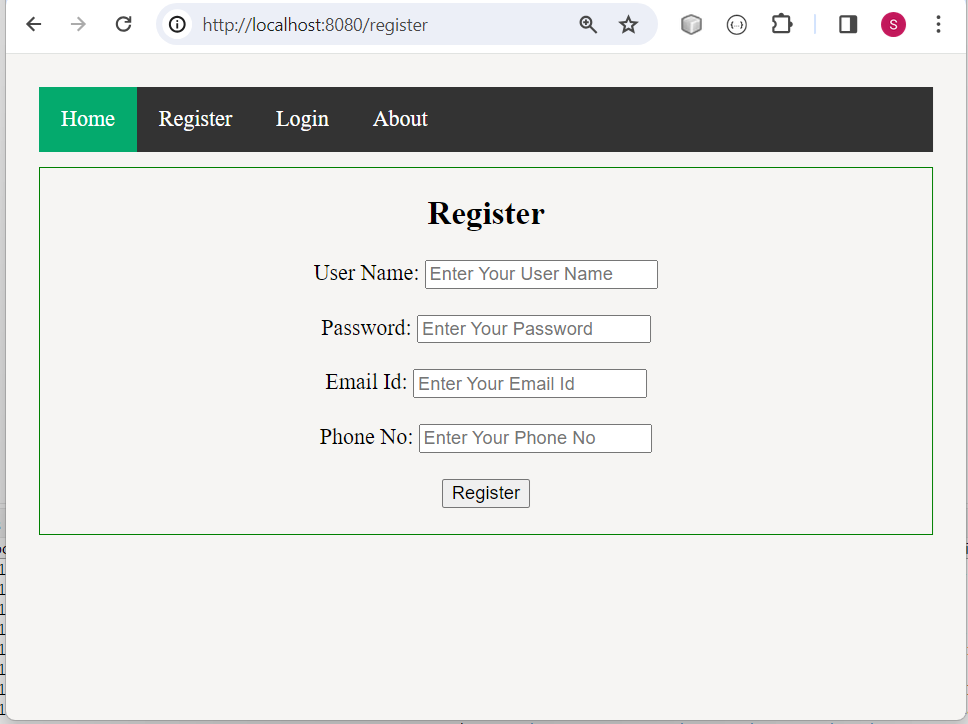 http://localhost:8080/register
S
Home Register Login About
Register
User Name: Enter Your User Name
Password: Enter Your Password
Email Id: Enter Your Email Id
Phone No: Enter Your Phone No
Register